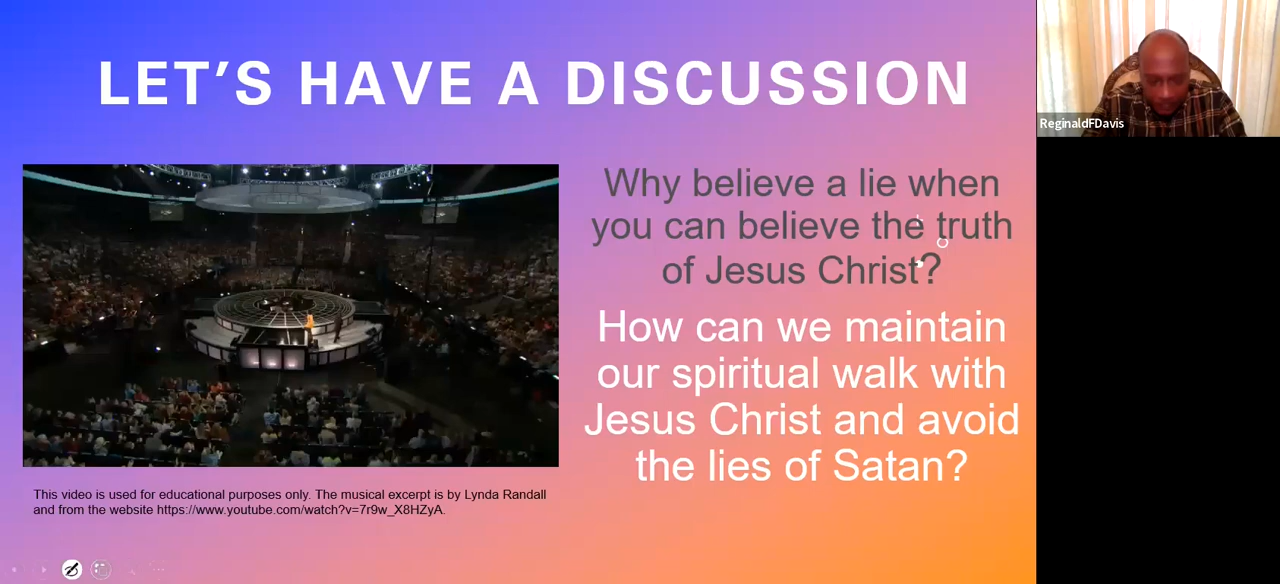 LET'S HAVE A DISCUSSION
ReginaldFDavis
Why believe a lie when
you can believe the truth
of Jesus Christ?
How can we maintain
our spiritual walk with
Jesus Christ and avoid
the lies of Satan?
This video is used for educational purposes only. The musical excerpt is by Lynda Randall
and from the website https://www.youtube.com/watch?v=7r9w_X8HZyA.